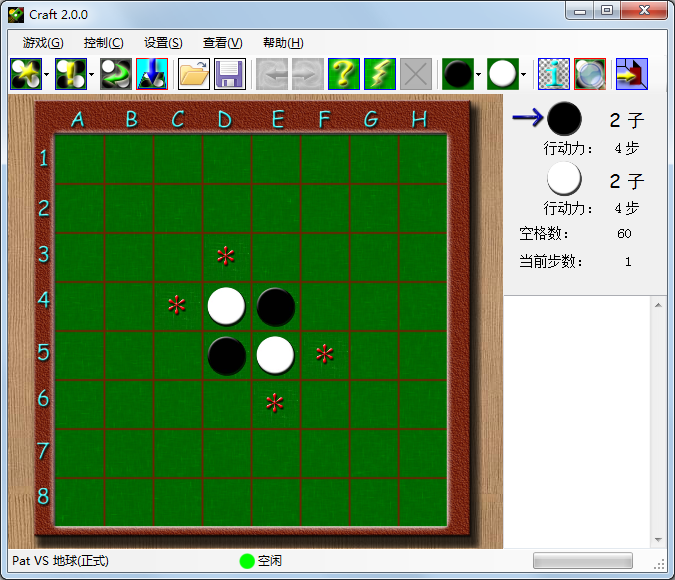 Craft 2.0.0
游戏(G) 控制(C) 设置(S) 查看(V) 帮助(H)
A B C D E F G H
2 子
行动力: 4 步
2 子
行动力: 4 步
空格数: 60
当前步数: 1
1
2
3
4
5
6
7
8
Pat VS 地球(正式) 空闲